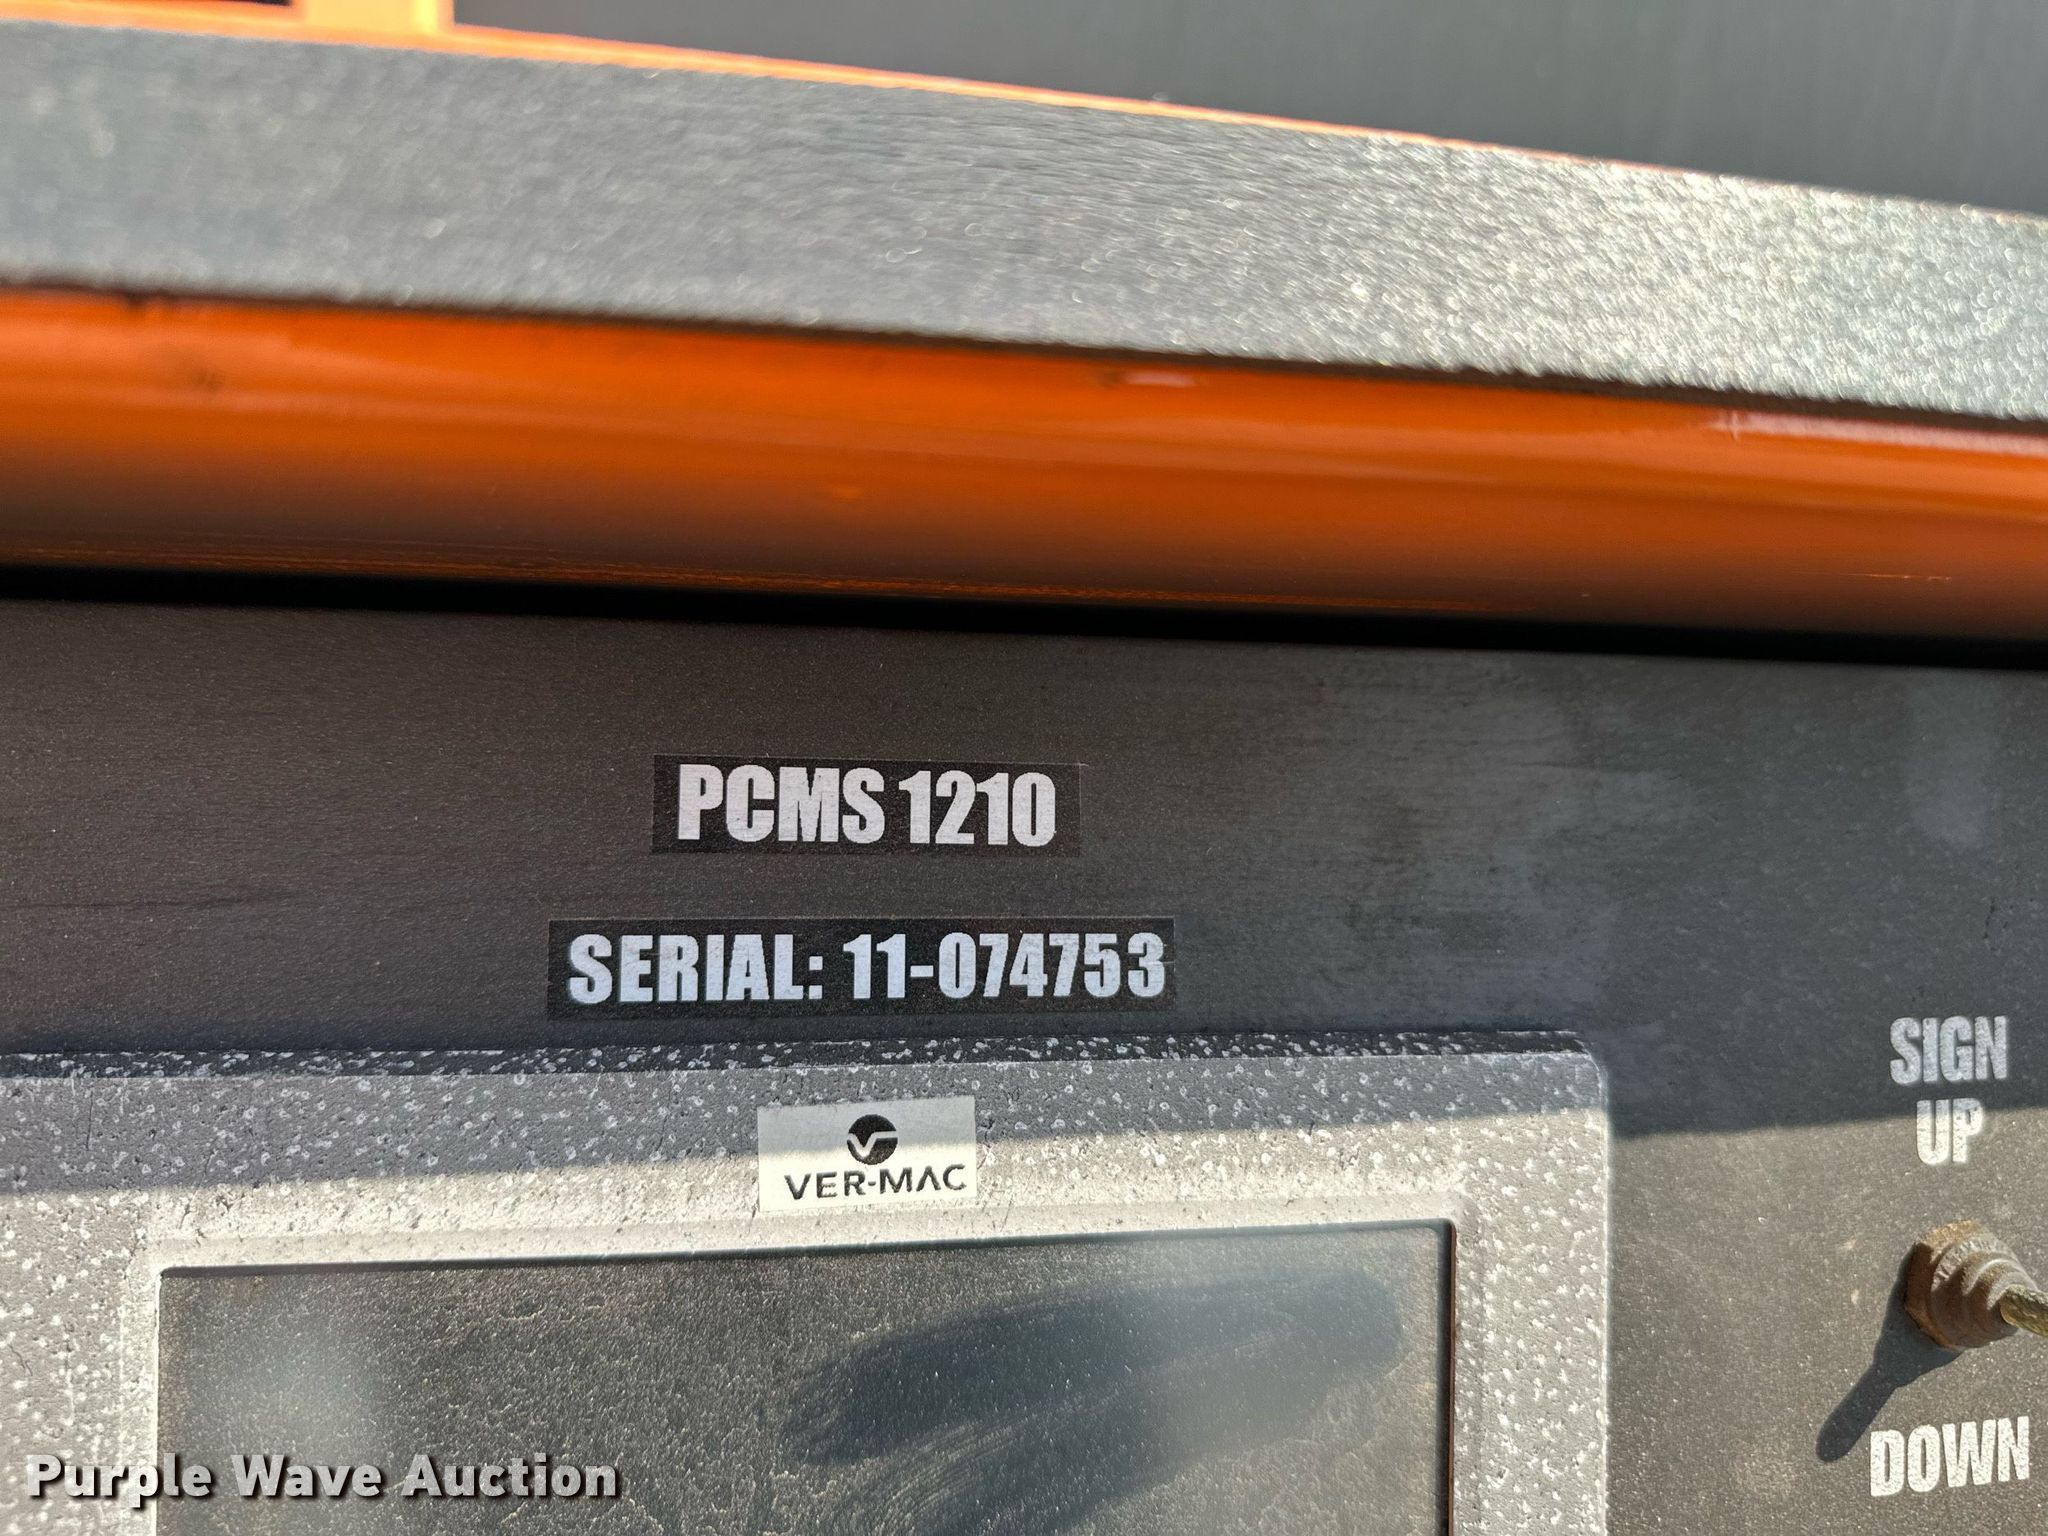 PCMS 1210
SERIAL: 11-074753
VER-MAC
SIGN
UP
DOWN
Purple Wave Auction